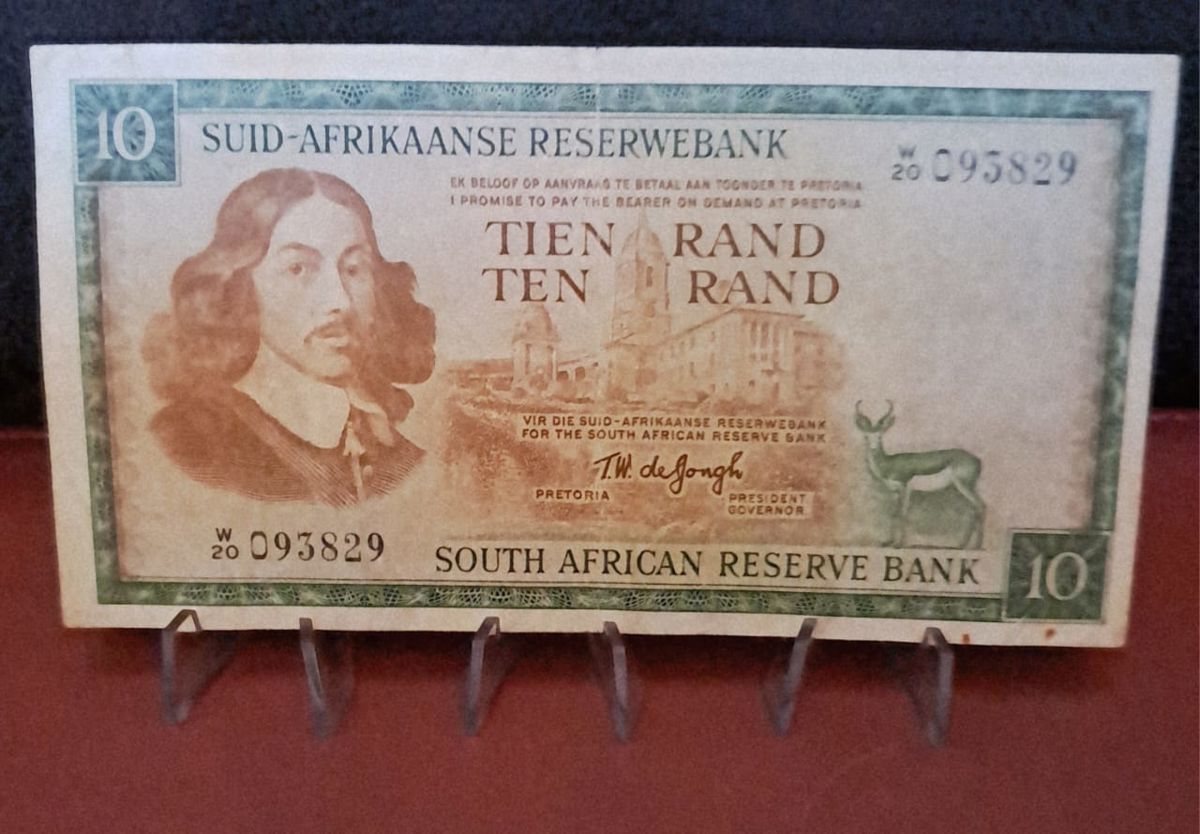 10
SUID-AFRIKAANSE RESERWEBANK
W/20 093829
EK BELOOF OP AANVRAAG TE BETAAL AAN TOONDER TE PRETORIA
I PROMISE TO PAY THE BEARER ON DEMAND AT PRETORIA
TIEN RAND
TEN RAND
VIR DIE SUID-AFRIKAANSE RESERWEBANK
FOR THE SOUTH AFRICAN RESERVE BANK
T.W. de Jongh
PRETORIA
PRESIDENT
GOVERNOR
W/20 093829
SOUTH AFRICAN RESERVE BANK
10